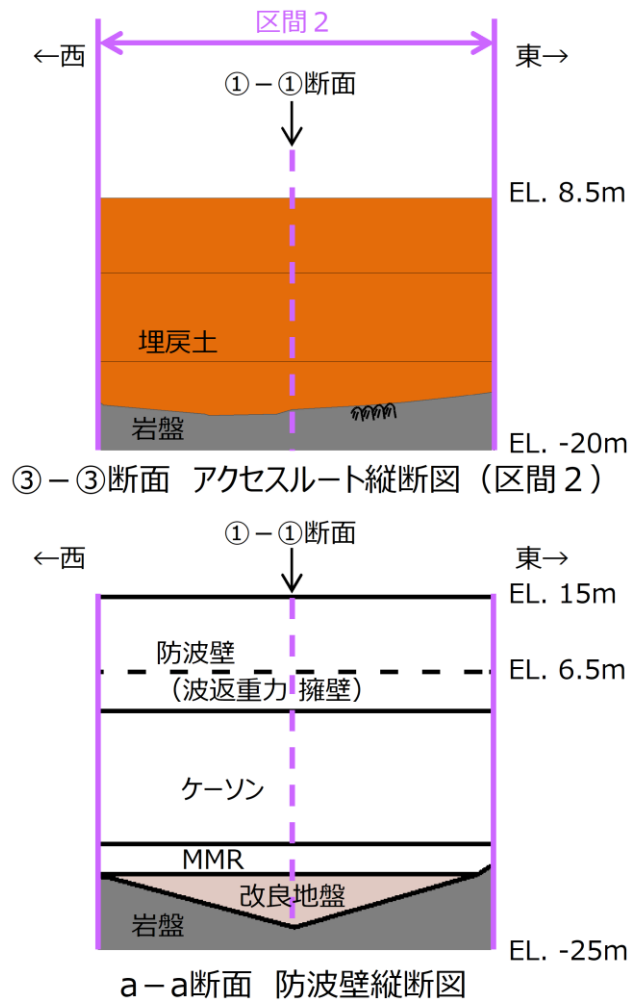 区間2
←西
東→
①－①断面
EL. 8.5m
埋戻土
岩盤
EL. -20m
③－③断面 アクセスルート縦断図（区間２）
①－①断面
←西
東→
EL. 15m
防波壁
EL. 6.5m
（波返重力 擁壁）
ケーソン
MMR
改良地盤
岩盤
EL. -25m
a－a断面 防波壁縦断図